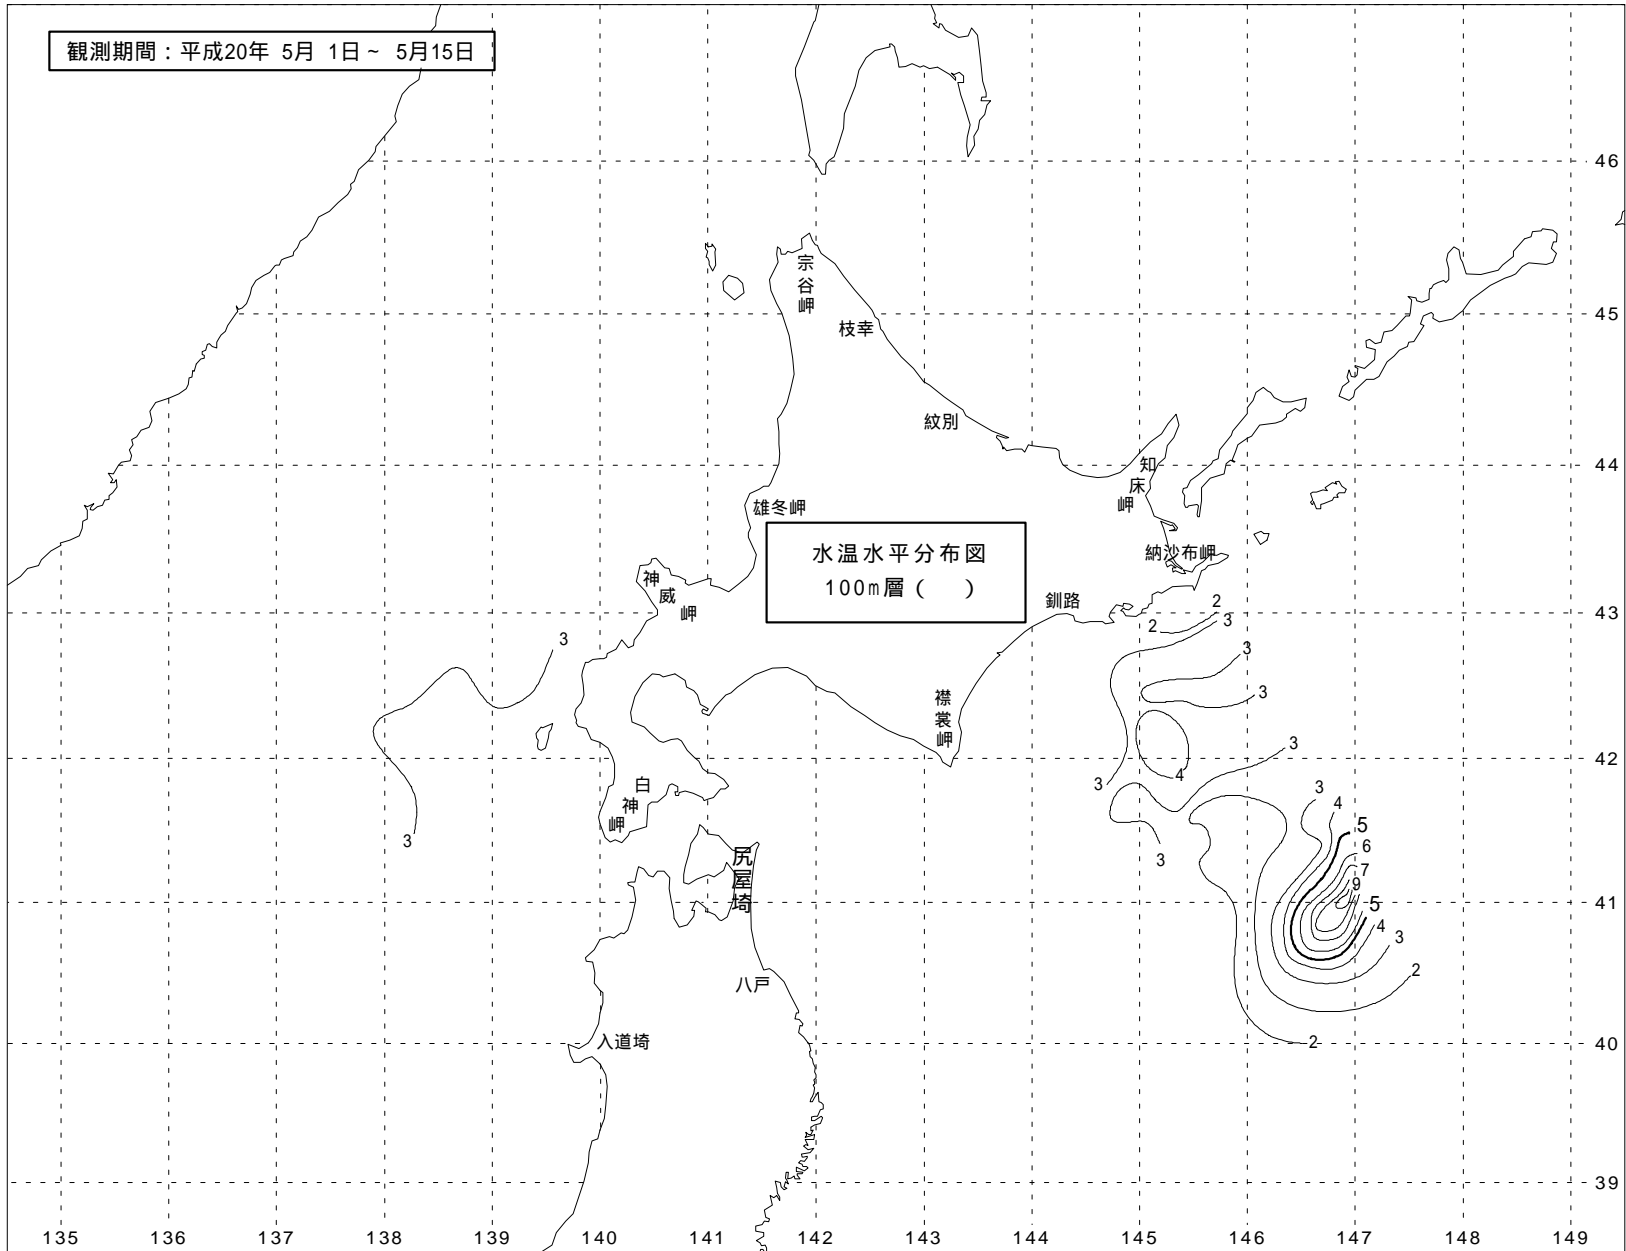 観測期間：平成20年 5月 1日～ 5月15日
46
宗谷岬
45
枝幸
紋別
44
知床岬
雄冬岬
水温水平分布図
100m層（　）
納沙布岬
神威岬
釧路
43
2
2
3
3
3
3
襟裳岬
3
42
4
3
白神岬
3
3
4
3
3
5
6
尻屋埼
7
9
41
5
4
3
2
八戸
入道埼
2
40
39
135 136 137 138 139 140 141 142 143 144 145 146 147 148 149